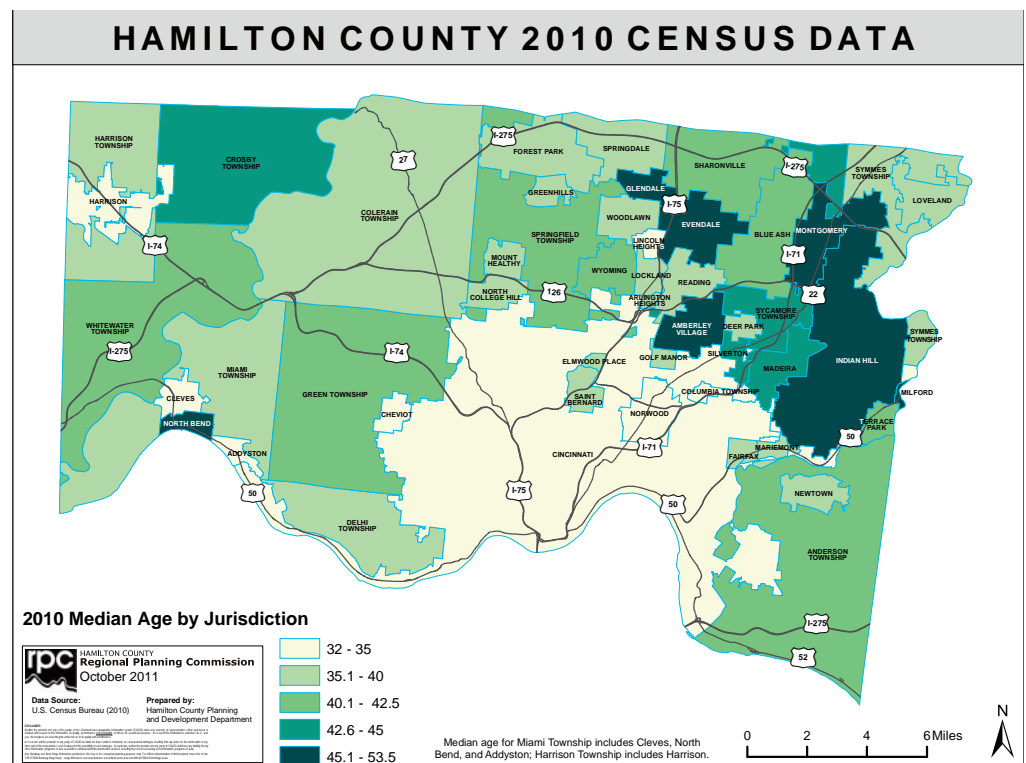 HAMILTON COUNTY 2010 CENSUS DATA
HARRISON
TOWNSHIP
CROSBY
TOWNSHIP
27
I-275
FOREST PARK
SPRINGDALE
SHARONVILLE
I-275
SYMMES
TOWNSHIP
LOVELAND
HARRISON
COLERAIN
TOWNSHIP
GREENHILLS
GLENDALE
I-75
WOODLAWN
EVENDALE
MONTGOMERY
BLUE ASH
I-74
SPRINGFIELD
TOWNSHIP
LINCOLN
HEIGHTS
I-71
MOUNT
HEALTHY
WYOMING
LOCKLAND
READING
NORTH
COLLEGE HILL
126
ARLINGTON
HEIGHTS
22
SYCAMORE
TOWNSHIP
WHITEWATER
TOWNSHIP
AMBERLEY
VILLAGE
DEER PARK
SYMMES
TOWNSHIP
I-275
I-74
ELMWOOD PLACE
GOLF MANOR
SILVERTON
INDIAN HILL
MIAMI
TOWNSHIP
MADEIRA
GREEN TOWNSHIP
COLUMBIA TOWNSHIP
MILFORD
CLEVES
SAINT
BERNARD
CHEVIOT
NORWOOD
NORTH BEND
TERRACE
PARK
50
ADDYSTON
CINCINNATI
I-71
MARIEMONT
FAIRFAX
50
I-75
50
NEWTOWN
DELHI
TOWNSHIP
ANDERSON
TOWNSHIP
I-275
52
2010 Median Age by Jurisdiction
32 - 35
35.1 - 40
40.1 - 42.5
42.6 - 45
45.1 - 53.5
rpc
HAMILTON COUNTY
Regional Planning Commission
October 2011
Data Source:
U.S. Census Bureau (2010)
Prepared by:
Hamilton County Planning
and Development Department
Median age for Miami Township includes Cleves, North
Bend, and Addyston; Harrison Township includes Harrison.
0 2 4 6 Miles
N